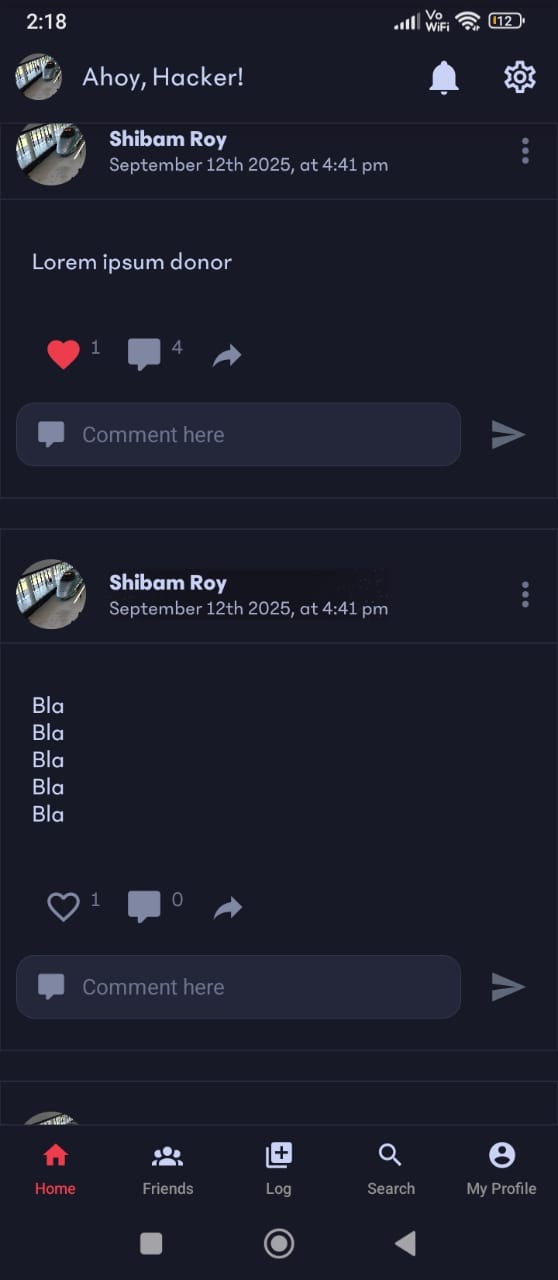 2:18
Vo
WiFi
12
Ahoy, Hacker!
Shibam Roy
September 12th 2025, at 4:41 pm
Lorem ipsum donor
1
4
Comment here
Shibam Roy
September 12th 2025, at 4:41 pm
Bla
Bla
Bla
Bla
Bla
1
0
Comment here
Home
Friends
Log
Search
My Profile